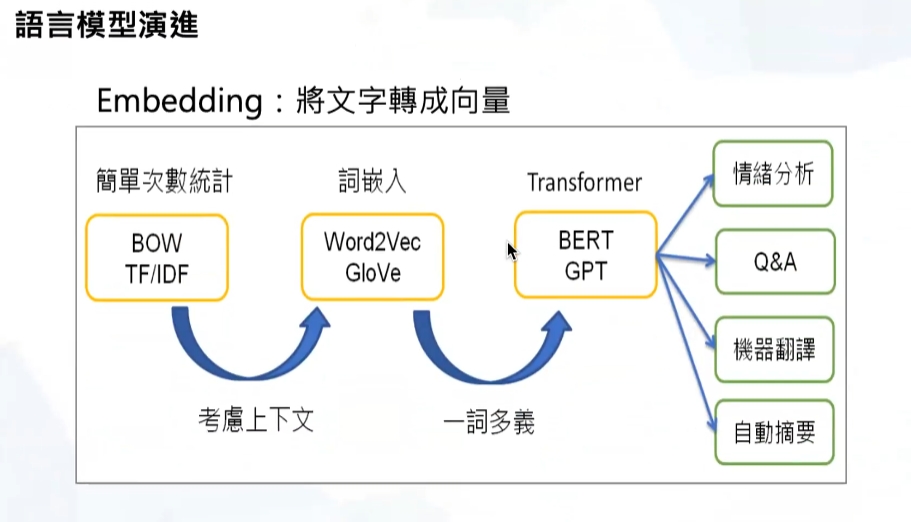 語言模型演進
Embedding：將文字轉成向量
簡單次數統計
詞嵌入
Transformer
BOW
TF/IDF
Word2Vec
GloVe
BERT
GPT
情緒分析
Q&A
機器翻譯
自動摘要
考慮上下文
一詞多義